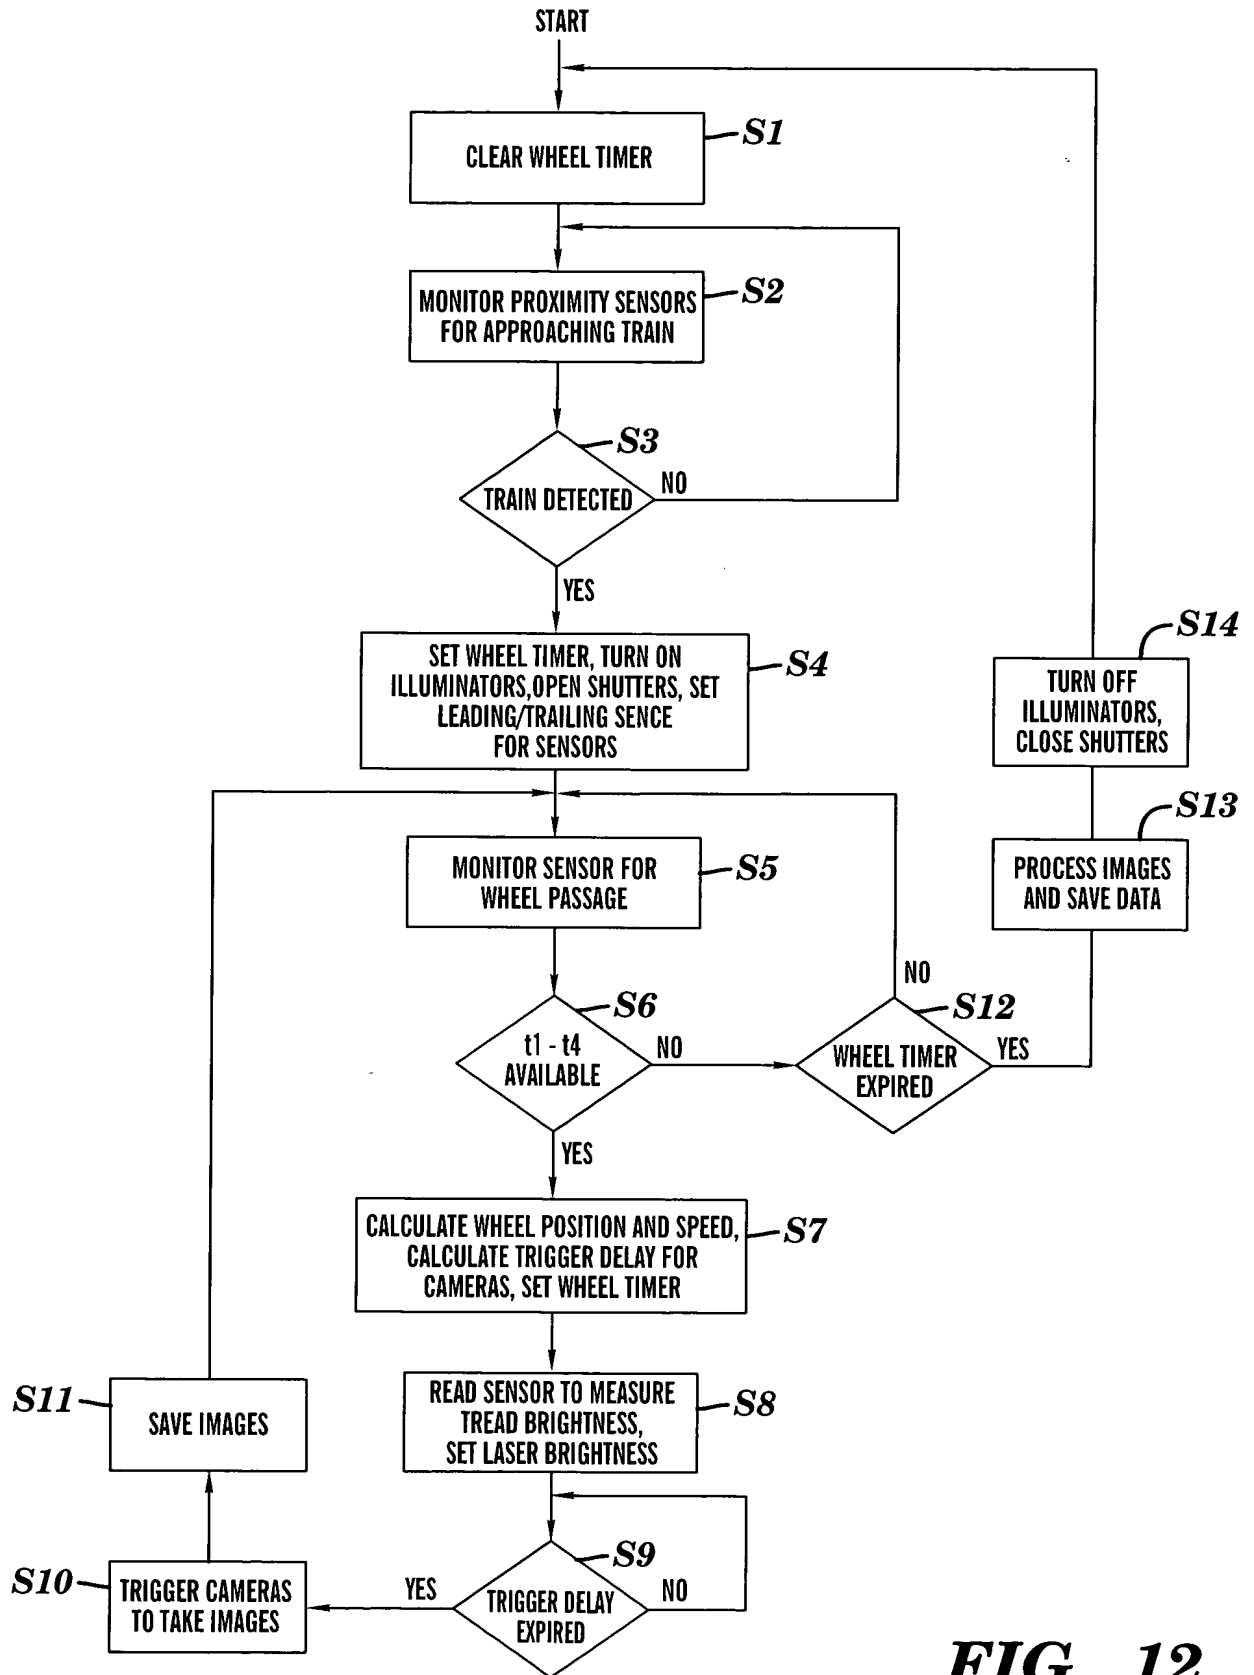 START
CLEAR WHEEL TIMER
S1
MONITOR PROXIMITY SENSORS
FOR APPROACHING TRAIN
S2
TRAIN DETECTED
S3
NO
YES
SET WHEEL TIMER, TURN ON
ILLUMINATORS,OPEN SHUTTERS, SET
LEADING/TRAILING SENCE
FOR SENSORS
S4
MONITOR SENSOR FOR
WHEEL PASSAGE
S5
t1 - t4
AVAILABLE
S6
NO
YES
WHEEL TIMER
EXPIRED
S12
NO
YES
PROCESS IMAGES
AND SAVE DATA
S13
TURN OFF
ILLUMINATORS,
CLOSE SHUTTERS
S14
CALCULATE WHEEL POSITION AND SPEED,
CALCULATE TRIGGER DELAY FOR
CAMERAS, SET WHEEL TIMER
S7
READ SENSOR TO MEASURE
TREAD BRIGHTNESS,
SET LASER BRIGHTNESS
S8
TRIGGER DELAY
EXPIRED
S9
NO
YES
TRIGGER CAMERAS
TO TAKE IMAGES
S10
SAVE IMAGES
S11
FIG. 12